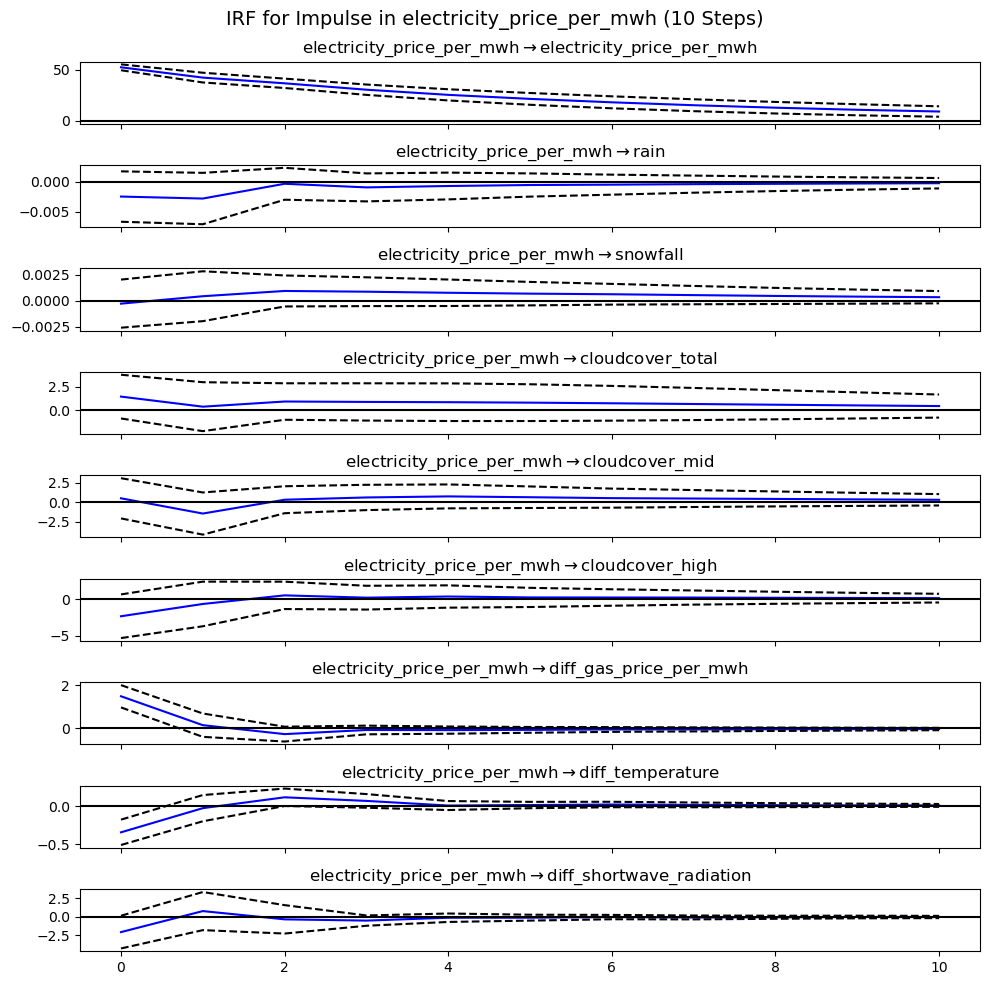 IRF for Impulse in electricity_price_per_mwh (10 Steps)
electricity_price_per_mwh→electricity_price_per_mwh
50
0
electricity_price_per_mwh→rain
0.000
−0.005
electricity_price_per_mwh→snowfall
0.0025
0.0000
−0.0025
electricity_price_per_mwh→cloudcover_total
2.5
0.0
electricity_price_per_mwh→cloudcover_mid
2.5
0.0
−2.5
electricity_price_per_mwh→cloudcover_high
0
−5
electricity_price_per_mwh→diff_gas_price_per_mwh
2
0
electricity_price_per_mwh→diff_temperature
0.0
−0.5
electricity_price_per_mwh→diff_shortwave_radiation
2.5
0.0
−2.5
0 2 4 6 8 10